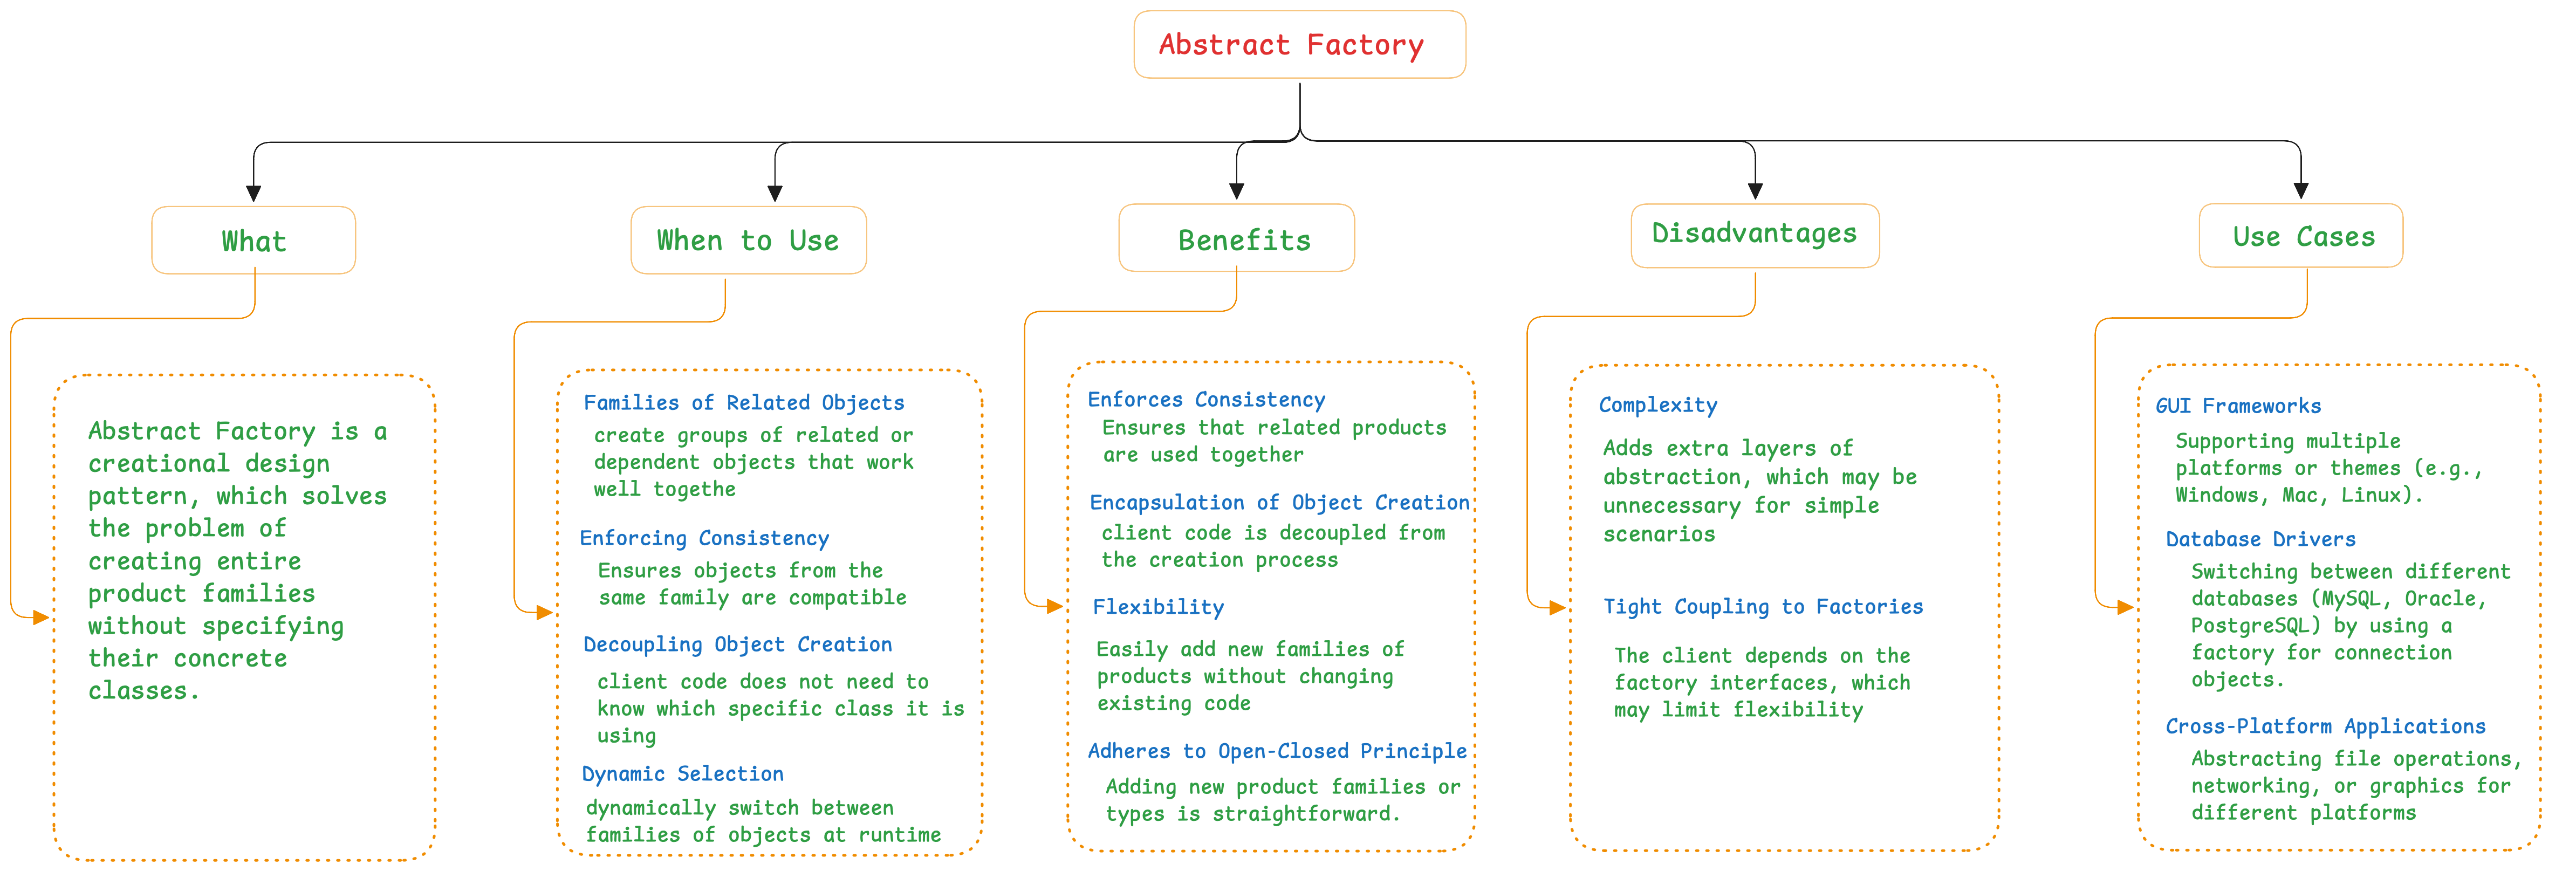 Abstract Factory
What
When to Use
Benefits
Disadvantages
Use Cases
Abstract Factory is a
creational design
pattern, which solves
the problem of
creating entire
product families
without specifying
their concrete
classes.
Families of Related Objects
create groups of related or
dependent objects that work
well togethe
Enforcing Consistency
Ensures objects from the
same family are compatible
Decoupling Object Creation
client code does not need to
know which specific class it is
using
Dynamic Selection
dynamically switch between
families of objects at runtime
Enforces Consistency
Ensures that related products
are used together
Encapsulation of Object Creation
client code is decoupled from
the creation process
Flexibility
Easily add new families of
products without changing
existing code
Adheres to Open-Closed Principle
Adding new product families or
types is straightforward.
Complexity
Adds extra layers of
abstraction, which may be
unnecessary for simple
scenarios
Tight Coupling to Factories
The client depends on the
factory interfaces, which
may limit flexibility
GUI Frameworks
Supporting multiple
platforms or themes (e.g.,
Windows, Mac, Linux).
Database Drivers
Switching between different
databases (MySQL, Oracle,
PostgreSQL) by using a
factory for connection
objects.
Cross-Platform Applications
Abstracting file operations,
networking, or graphics for
different platforms